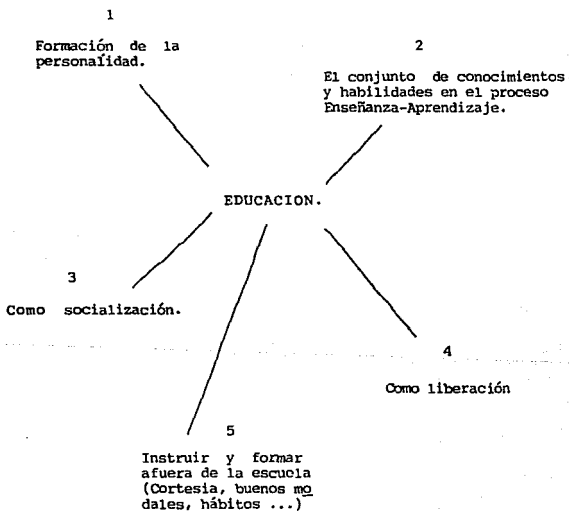 1
Formación de la
personalidad.
2
El conjunto de conocimientos
y habilidades en el proceso
Enseñanza-Aprendizaje.
EDUCACION.
3
Como socialización.
4
Como liberación
5
Instruir y formar
afuera de la escuela
(Cortesia, buenos mo
dales, hábitos ...)